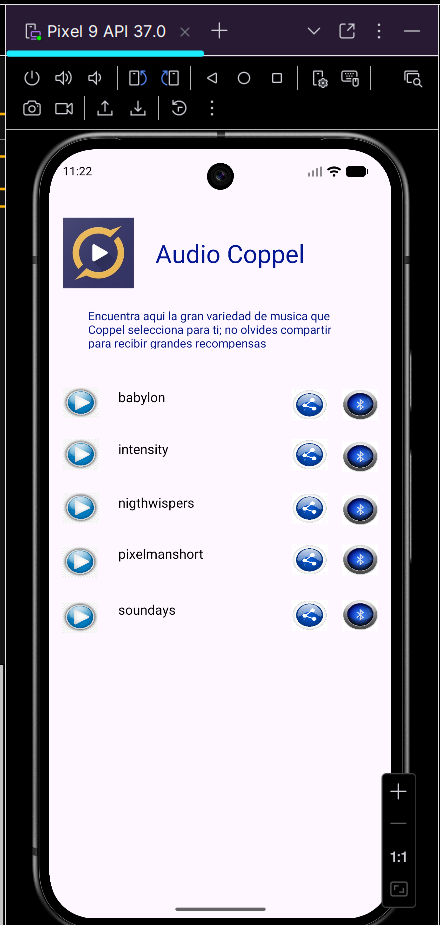 Pixel 9 API 37.0
11:22
Audio Coppel
Encuentra aqui la gran variedad de musica que
Coppel selecciona para ti; no olvides compartir
para recibir grandes recompensas
babylon
intensity
nigthwispers
pixelmanshort
soundays
1:1